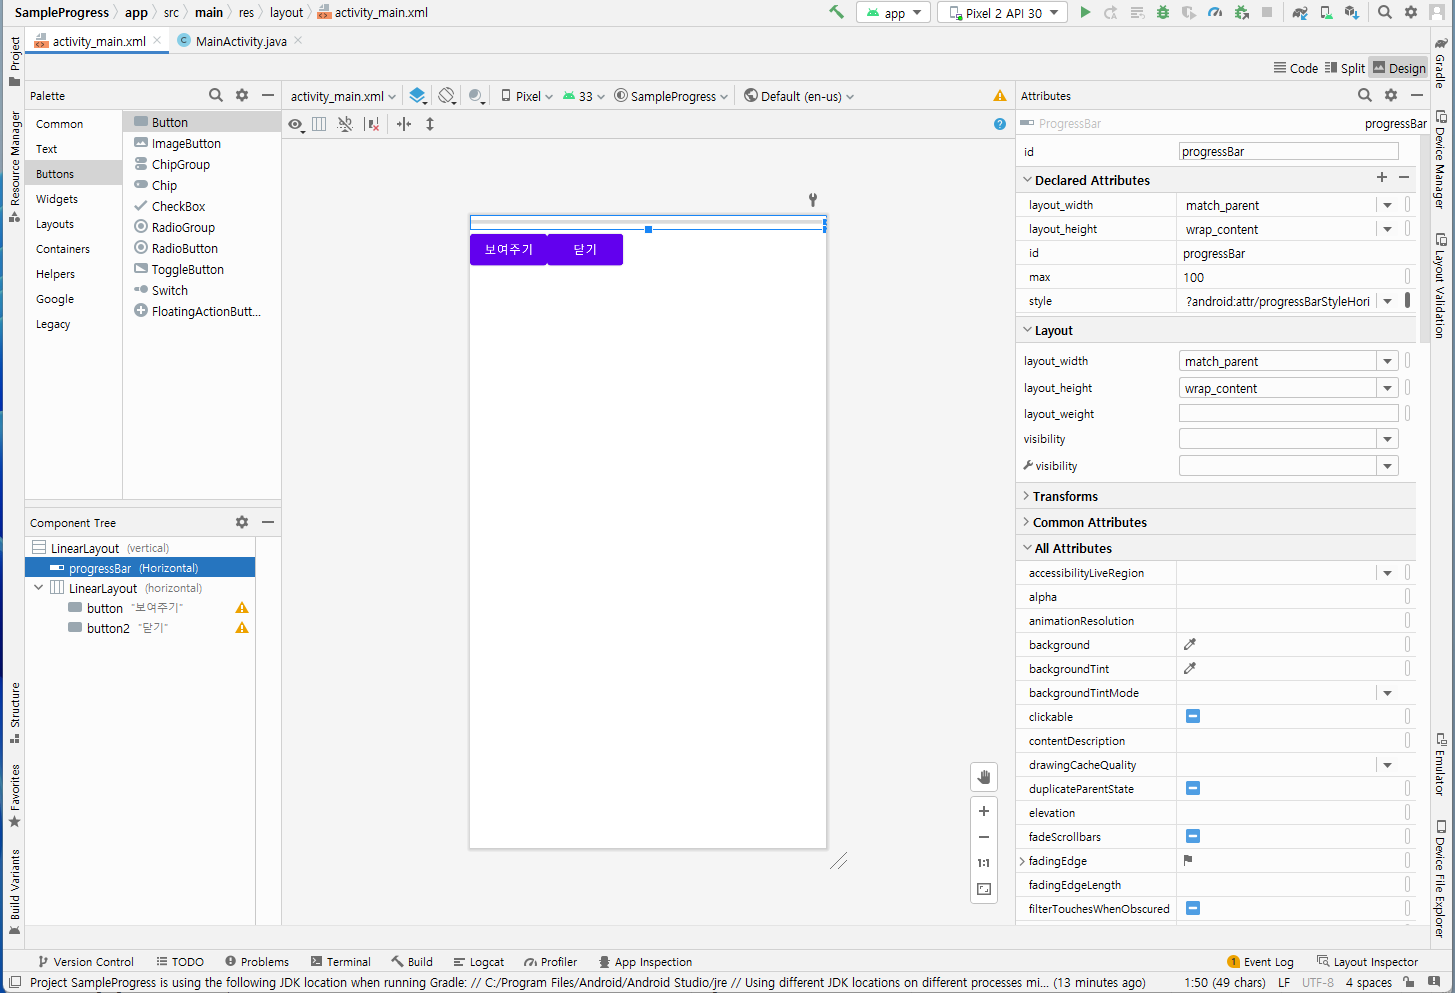 SampleProgress app src main res layout activity_main.xml app Pixel 2 API 30
activity_main.xml MainActivity.java
Code Split Design
Palette
activity_main.xml Pixel 33 SampleProgress Default (en-us)
Attributes
Common
Text
Buttons
Widgets
Layouts
Containers
Helpers
Google
Legacy
Button
ImageButton
ChipGroup
Chip
CheckBox
RadioGroup
RadioButton
ToggleButton
Switch
FloatingActionButt...
보여주기 닫기
Component Tree
LinearLayout (vertical)
progressBar (Horizontal)
LinearLayout (horizontal)
button "보여주기"
button2 "닫기"
ProgressBar progressBar
id progressBar
Declared Attributes
layout_width match_parent
layout_height wrap_content
id progressBar
max 100
style ?android:attr/progressBarStyleHori
Layout
layout_width match_parent
layout_height wrap_content
layout_weight
visibility
visibility
Transforms
Common Attributes
All Attributes
accessibilityLiveRegion
alpha
animationResolution
background
backgroundTint
backgroundTintMode
clickable
contentDescription
drawingCacheQuality
duplicateParentState
elevation
fadeScrollbars
fadingEdge
fadingEdgeLength
filterTouchesWhenObscured
1:1
Project
Resource Manager
Structure
Favorites
Build Variants
Gradle
Device Manager
Layout Validation
Emulator
Device File Explorer
Version Control TODO Problems Terminal Build Logcat Profiler App Inspection 1 Event Log Layout Inspector
Project SampleProgress is using the following JDK location when running Gradle: // C:/Program Files/Android/Android Studio/jre // Using different JDK locations on different processes mi... (13 minutes ago) 1:50 (49 chars) LF UTF-8 4 spaces